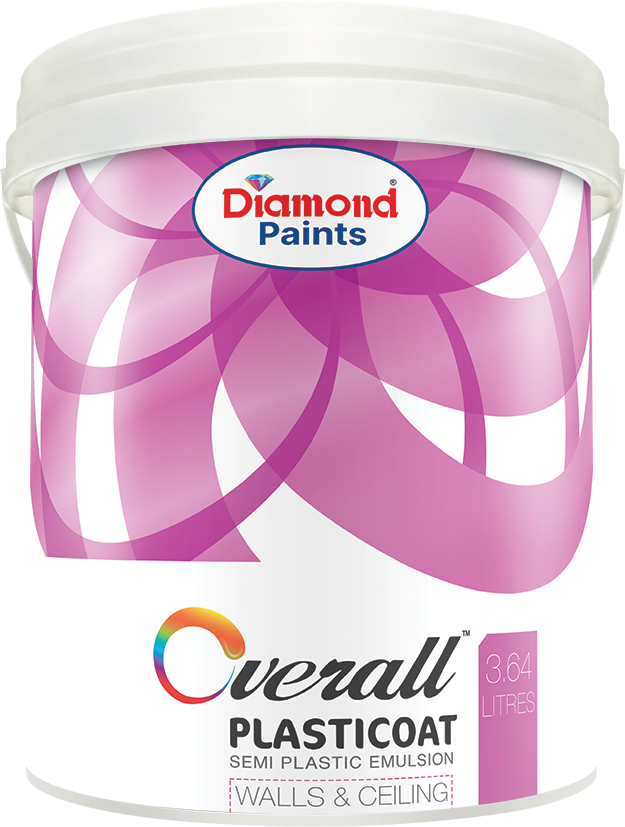 Diamond®
Paints
Overall™
PLASTICOAT
SEMI PLASTIC EMULSION
WALLS & CEILING
3.64
LITRES